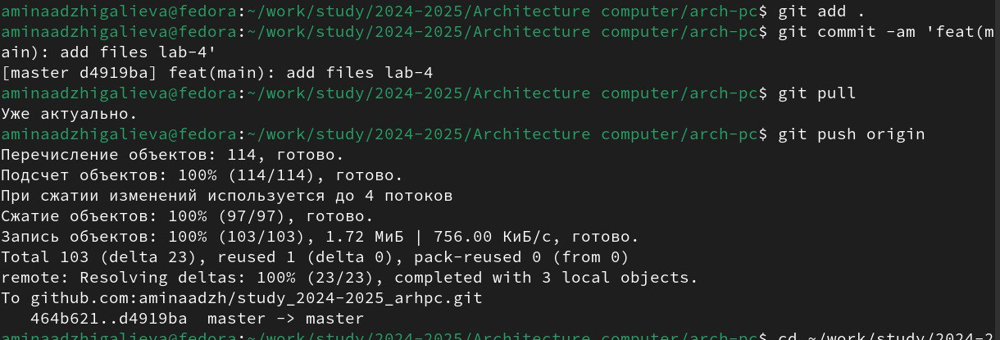 aminaadzhigalieva@fedora:~/work/study/2024-2025/Architecture computer/arch-pc$ git add .
aminaadzhigalieva@fedora:~/work/study/2024-2025/Architecture computer/arch-pc$ git commit -am 'feat(m
ain): add files lab-4'
[master d4919ba] feat(main): add files lab-4
aminaadzhigalieva@fedora:~/work/study/2024-2025/Architecture computer/arch-pc$ git pull
Уже актуально.
aminaadzhigalieva@fedora:~/work/study/2024-2025/Architecture computer/arch-pc$ git push origin
Перечисление объектов: 114, готово.
Подсчет объектов: 100% (114/114), готово.
При сжатии изменений используется до 4 потоков
Сжатие объектов: 100% (97/97), готово.
Запись объектов: 100% (103/103), 1.72 МиБ | 756.00 КиБ/с, готово.
Total 103 (delta 23), reused 1 (delta 0), pack-reused 0 (from 0)
remote: Resolving deltas: 100% (23/23), completed with 3 local objects.
To github.com:aminaadzh/study_2024-2025_arhpc.git
   464b621..d4919ba  master -> master
aminaadzhigalieva@fedora:~/work/study/2024-2025/Architecture computer/arch-pc$ cd ~/work/study/2024-2